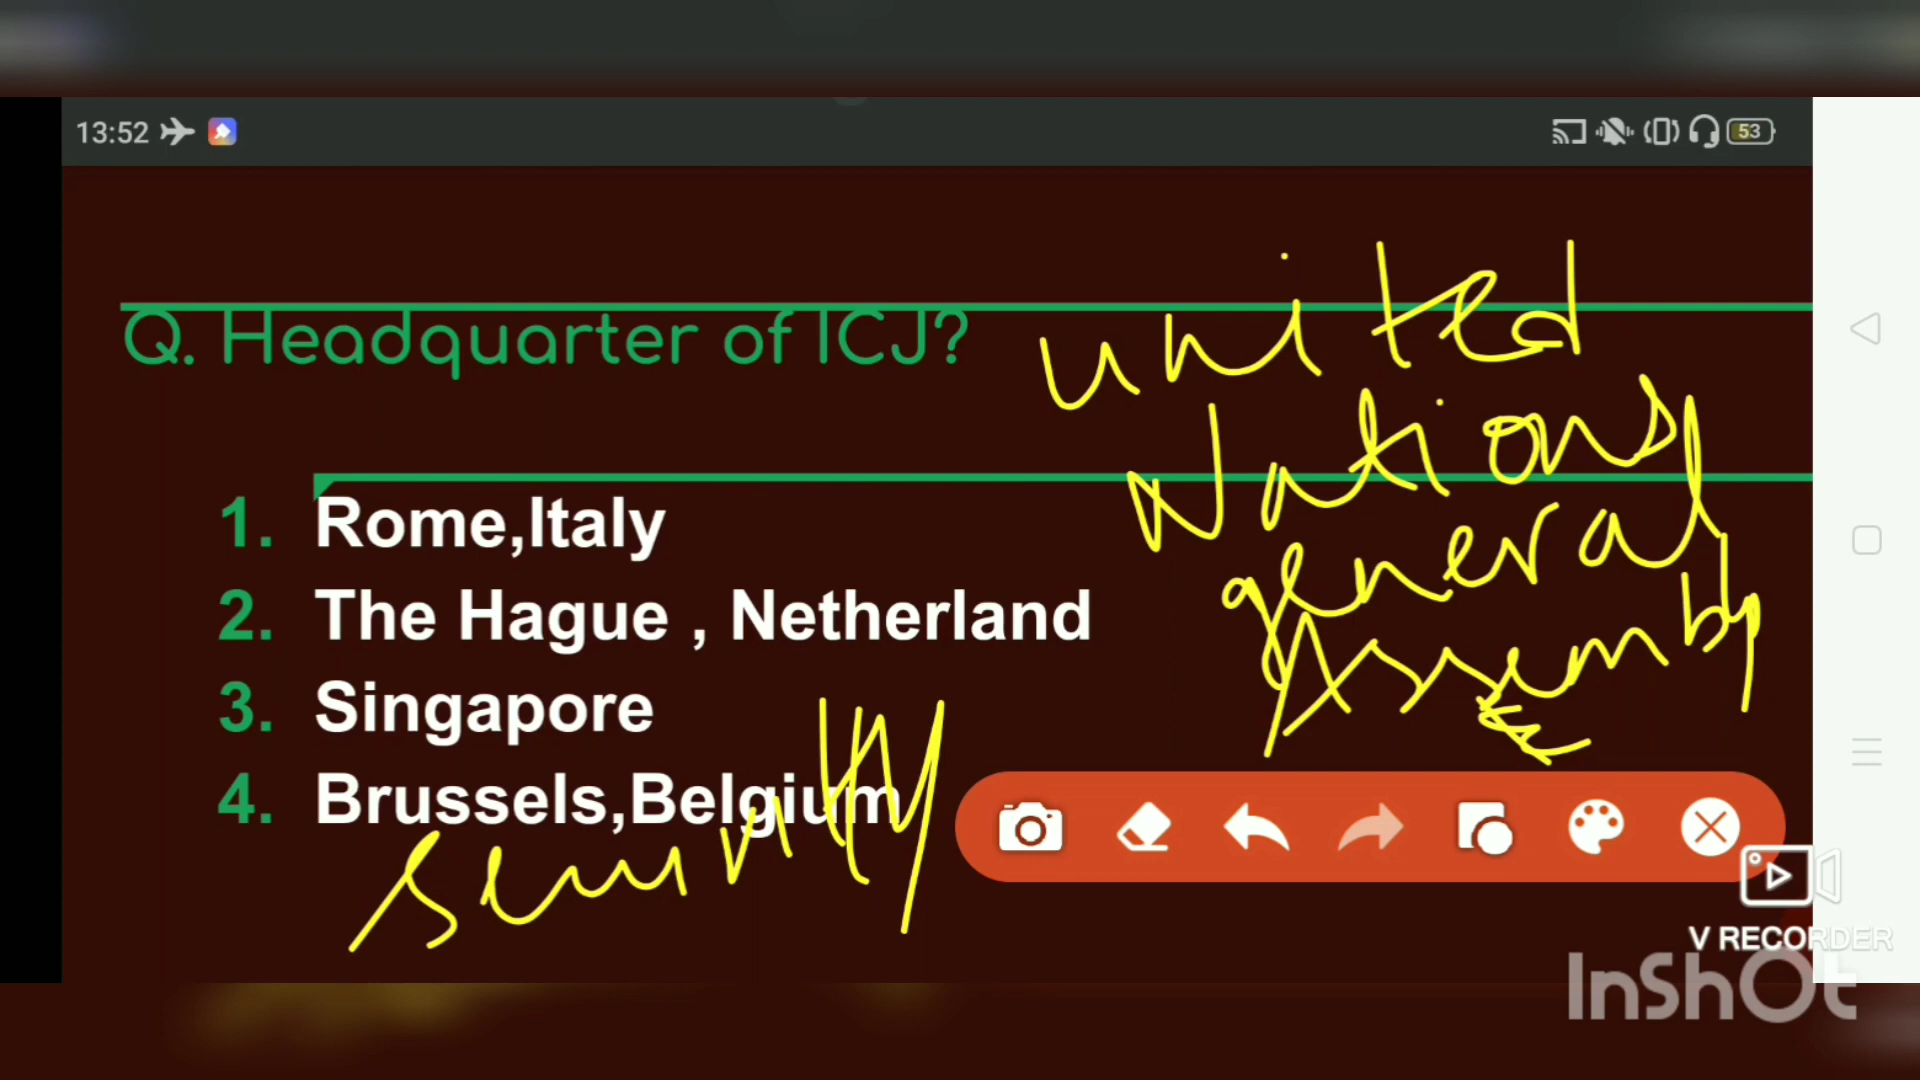 13:52
53
Q. Headquarter of ICJ?
united
Nations
general
Assembly
1. Rome,Italy
2. The Hague , Netherland
3. Singapore
4. Brussels,Belgium
security
V RECORDER
InShOt